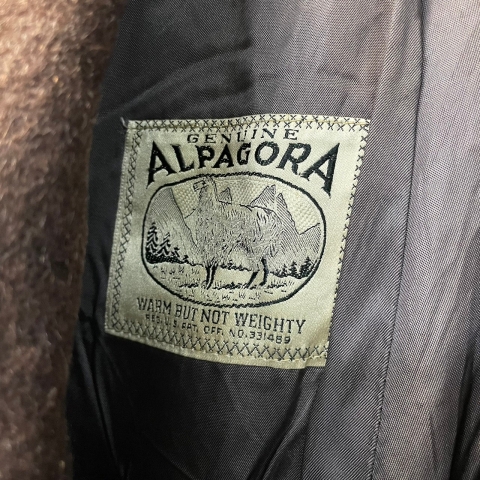 GENUINE
ALPAGORA
WARM BUT NOT WEIGHTY
REG. U.S. PAT. OFF. NO. 331489